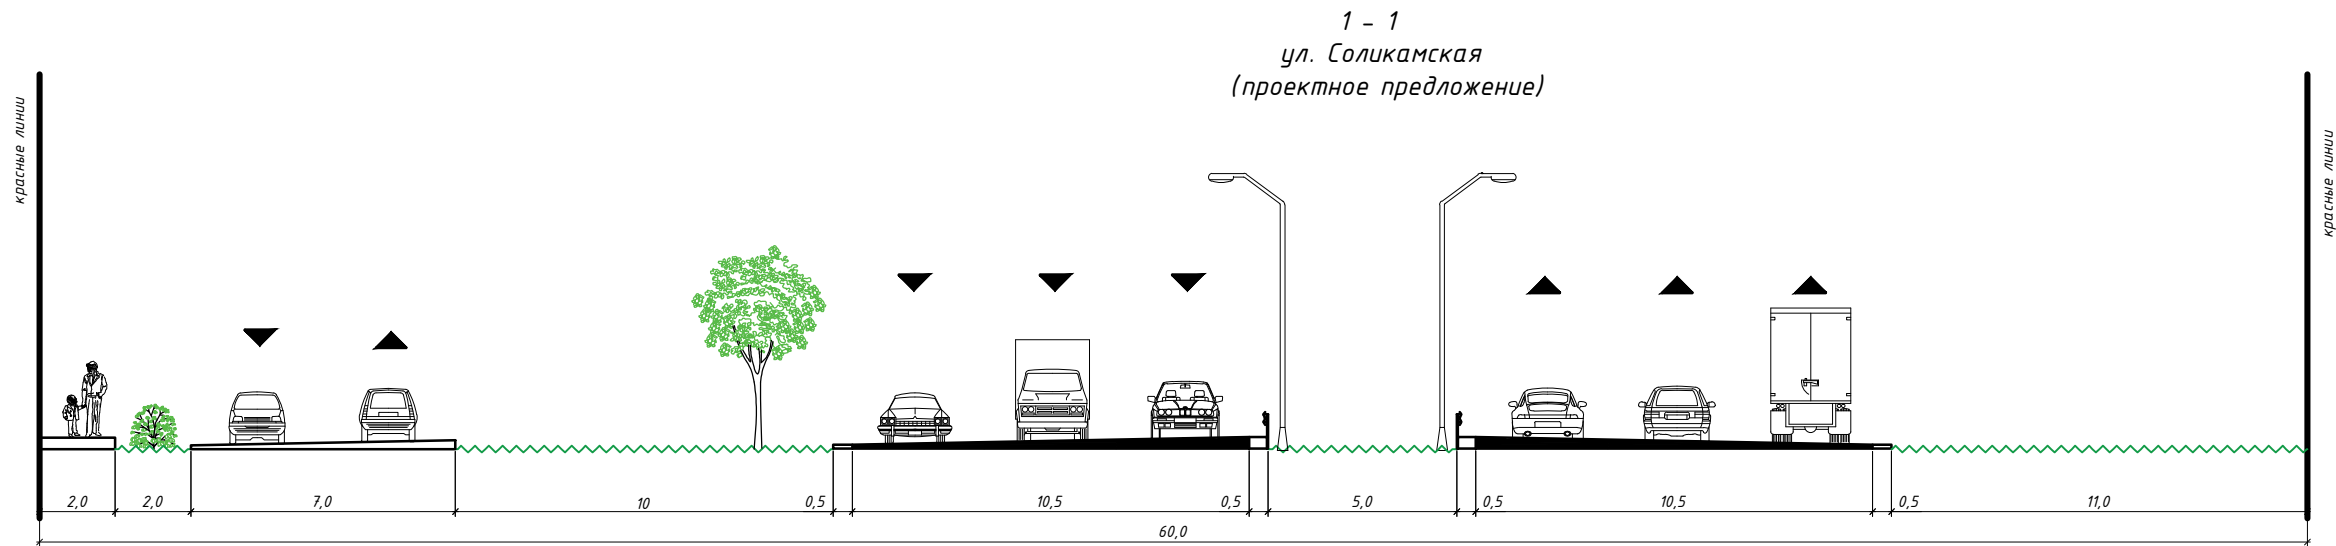 1 - 1
ул. Соликамская
(проектное предложение)
красные линии
красные линии
2,0 2,0 7,0 10 0,5 10,5 0,5 5,0 0,5 10,5 0,5 11,0
60,0